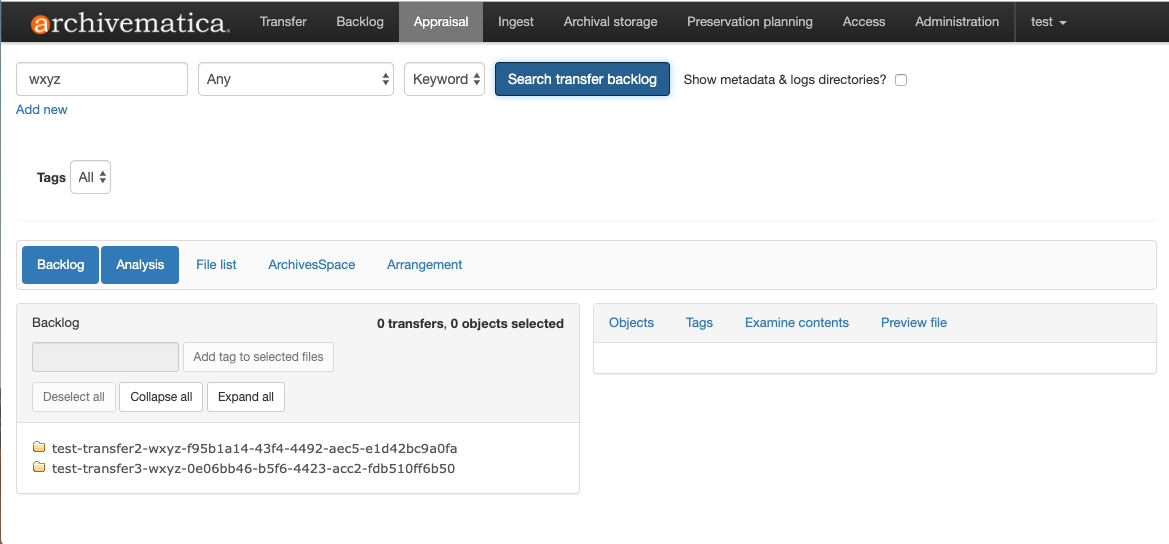 archivematica. Transfer Backlog Appraisal Ingest Archival storage Preservation planning Access Administration test
wxyz Any Keyword Search transfer backlog Show metadata & logs directories?
Add new
Tags All
Backlog Analysis File list ArchivesSpace Arrangement
Backlog 0 transfers, 0 objects selected
Add tag to selected files
Deselect all Collapse all Expand all
test-transfer2-wxyz-f95b1a14-43f4-4492-aec5-e1d42bc9a0fa
test-transfer3-wxyz-0e06bb46-b5f6-4423-acc2-fdb510ff6b50
Objects Tags Examine contents Preview file